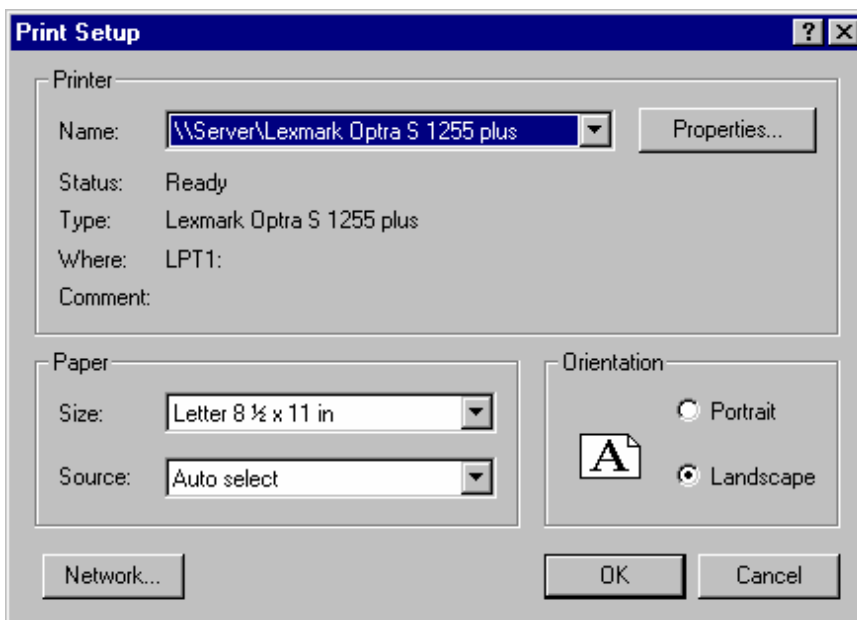 Print Setup
Printer
Name: \\Server\Lexmark Optra S 1255 plus Properties...
Status: Ready
Type: Lexmark Optra S 1255 plus
Where: LPT1:
Comment:
Paper
Size: Letter 8 ½ x 11 in
Source: Auto select
Orientation
A
Portrait
Landscape
Network... OK Cancel